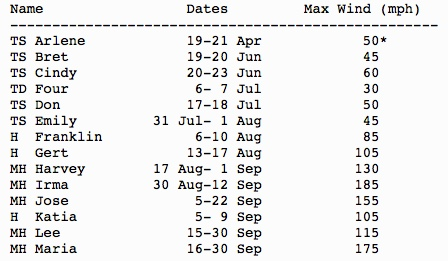 Name Dates Max Wind (mph)
---------------------------------------------------
TS Arlene 19-21 Apr 50*
TS Bret 19-20 Jun 45
TS Cindy 20-23 Jun 60
TD Four 6- 7 Jul 30
TS Don 17-18 Jul 50
TS Emily 31 Jul- 1 Aug 45
H Franklin 6-10 Aug 85
H Gert 13-17 Aug 105
MH Harvey 17 Aug- 1 Sep 130
MH Irma 30 Aug-12 Sep 185
MH Jose 5-22 Sep 155
H Katia 5- 9 Sep 105
MH Lee 15-30 Sep 115
MH Maria 16-30 Sep 175